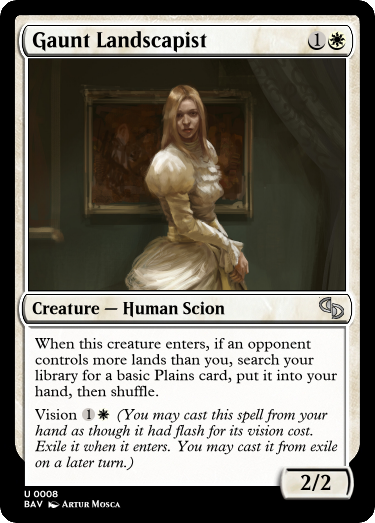 Gaunt Landscapist 1
Creature — Human Scion
When this creature enters, if an opponent
controls more lands than you, search your
library for a basic Plains card, put it into your
hand, then shuffle.
Vision 1 (You may cast this spell from your
hand as though it had flash for its vision cost.
Exile it when it enters. You may cast it from exile
on a later turn.)
2/2
U 0008
BAV Artur Mosca